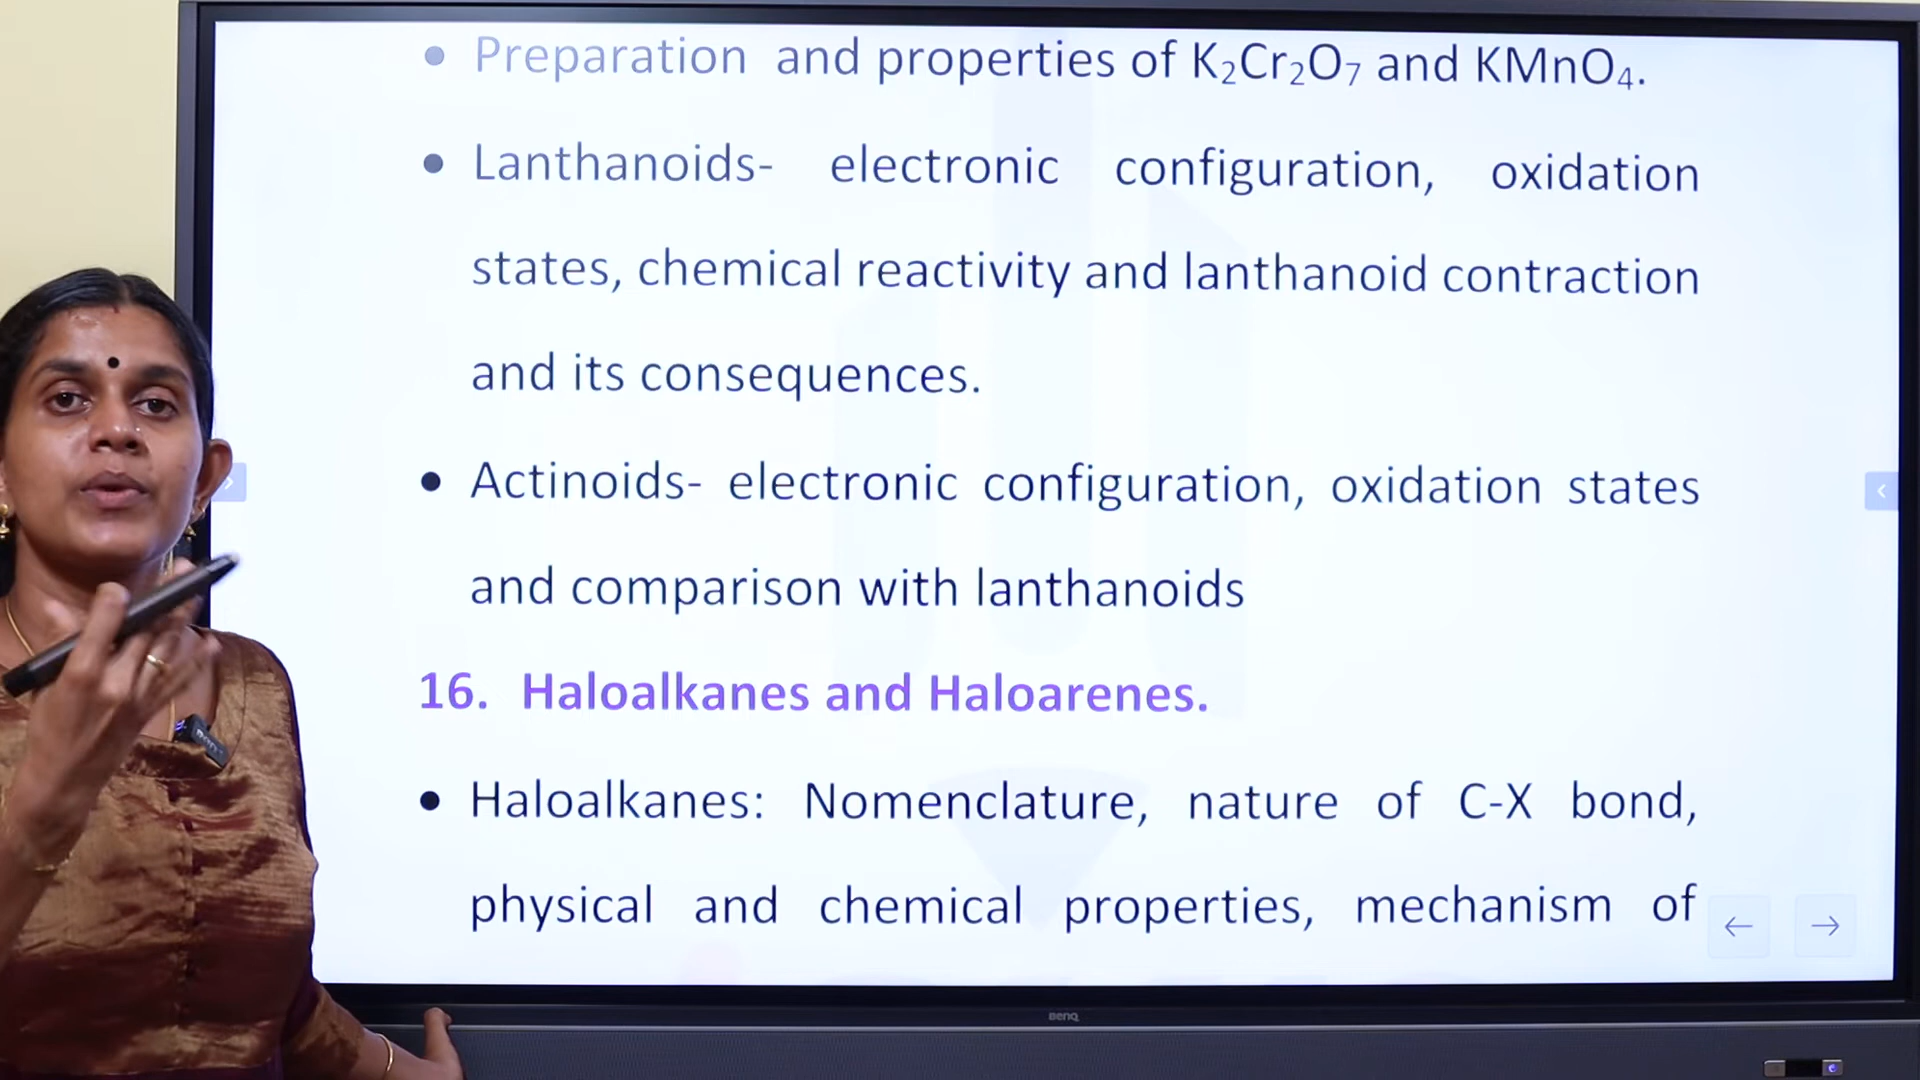 • Preparation and properties of K₂Cr₂O₇ and KMnO₄.
• Lanthanoids- electronic configuration, oxidation
states, chemical reactivity and lanthanoid contraction
and its consequences.
• Actinoids- electronic configuration, oxidation states
and comparison with lanthanoids
16. Haloalkanes and Haloarenes.
• Haloalkanes: Nomenclature, nature of C-X bond,
physical and chemical properties, mechanism of
BenQ